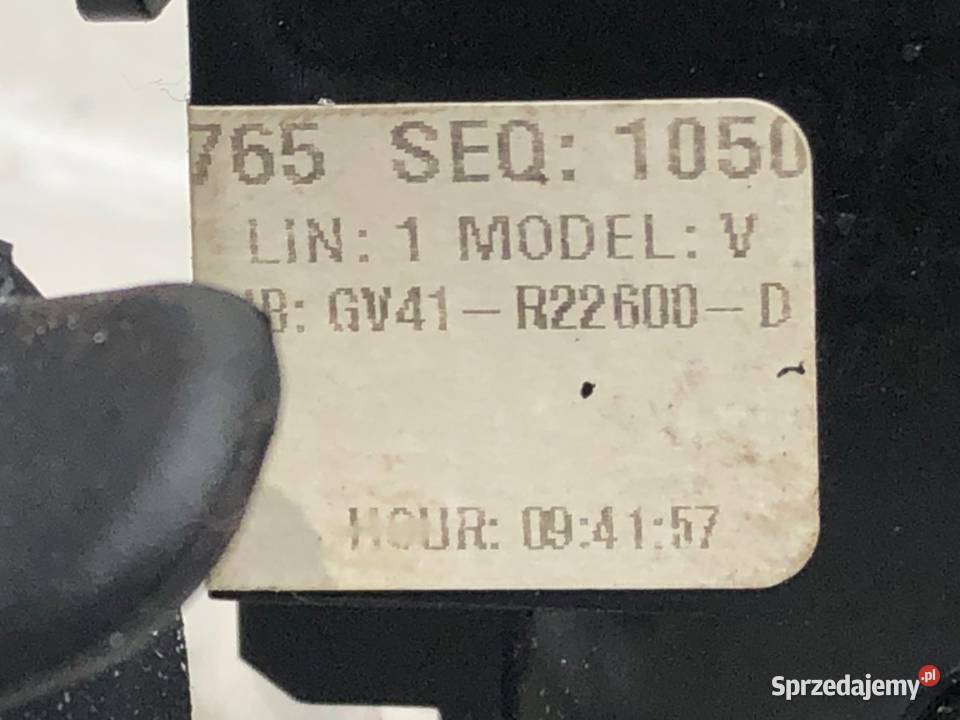 765 SEQ: 1050
LIN: 1 MODEL: V
B: GV41-R22600-D
HOUR: 09:41:57
Sprzedajemy.pl